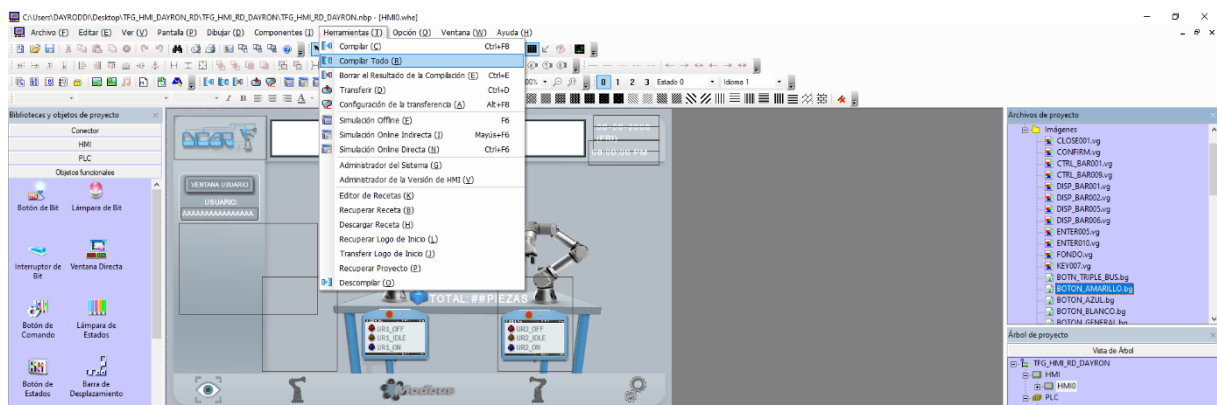 C:\Users\DAYRODDI\Desktop\TFG_HMI_DAYRON_RD\TFG_HMI_RD_DAYRON\TFG_HMI_RD_DAYRON.nbp - [HMI0.whe]
Archivo (F) Editar (E) Ver (V) Pantalla (P) Dibujar (D) Componentes (I) Herramientas (T) Opción (O) Ventana (W) Ayuda (H)
Compilar (C) Ctrl+F8
Compilar Todo (R)
Borrar el Resultado de la Compilación (E) Ctrl+E
Transferir (D) Ctrl+D
Configuración de la transferencia (A) Alt+F8
Simulación Offline (F) F6
Simulación Online Indirecta (I) Mayús+F6
Simulación Online Directa (N) Ctrl+F6
Administrador del Sistema (G)
Administrador de la Versión de HMI (V)
Editor de Recetas (K)
Recuperar Receta (B)
Descargar Receta (H)
Recuperar Logo de Inicio (L)
Transferir Logo de Inicio (J)
Recuperar Proyecto (P)
Descompilar (O)
0 1 2 3 Estado 0 Idioma 1
Bibliotecas y objetos de proyecto
Conector
HMI
PLC
Objetos funcionales
Botón de Bit Lámpara de Bit
Interruptor de Bit Ventana Directa
Botón de Comando Lámpara de Estados
Botón de Estados Barra de Desplazamiento
VENTANA USUARIO
USUARIO:
AAAAAAAAAAAAAAA
TOTAL:##PIEZAS
UR1_OFF
UR1_IDLE
UR1_ON
UR2_OFF
UR2_IDLE
UR2_ON
Modbus
Archivos de proyecto
Imágenes
CLOSE001.vg
CONFIRM.vg
CTRL_BAR001.vg
CTRL_BAR009.vg
DISP_BAR001.vg
DISP_BAR002.vg
DISP_BAR005.vg
DISP_BAR006.vg
ENTER005.vg
ENTER010.vg
FONDO.vg
KEY007.vg
BOTN_TRIPLE_BUS.bg
BOTON_AMARILLO.bg
BOTON_AZUL.bg
BOTON_BLANCO.bg
BOTON_GENERAL.bg
Árbol de proyecto
Vista de Árbol
TFG_HMI_RD_DAYRON
HMI
HMI0
PLC